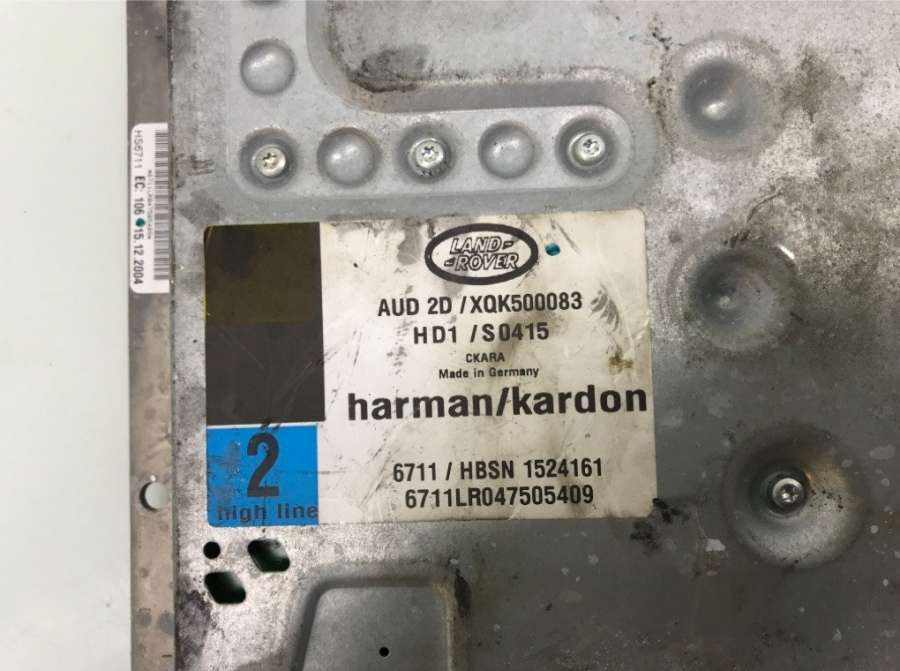 HS6711 EC: 106 15.12.2004
LAND-
-ROVER
AUD 2D /XQK500083
HD1 /S0415
CKARA
Made in Germany
harman/kardon
2
high line
6711 / HBSN 1524161
6711LR047505409